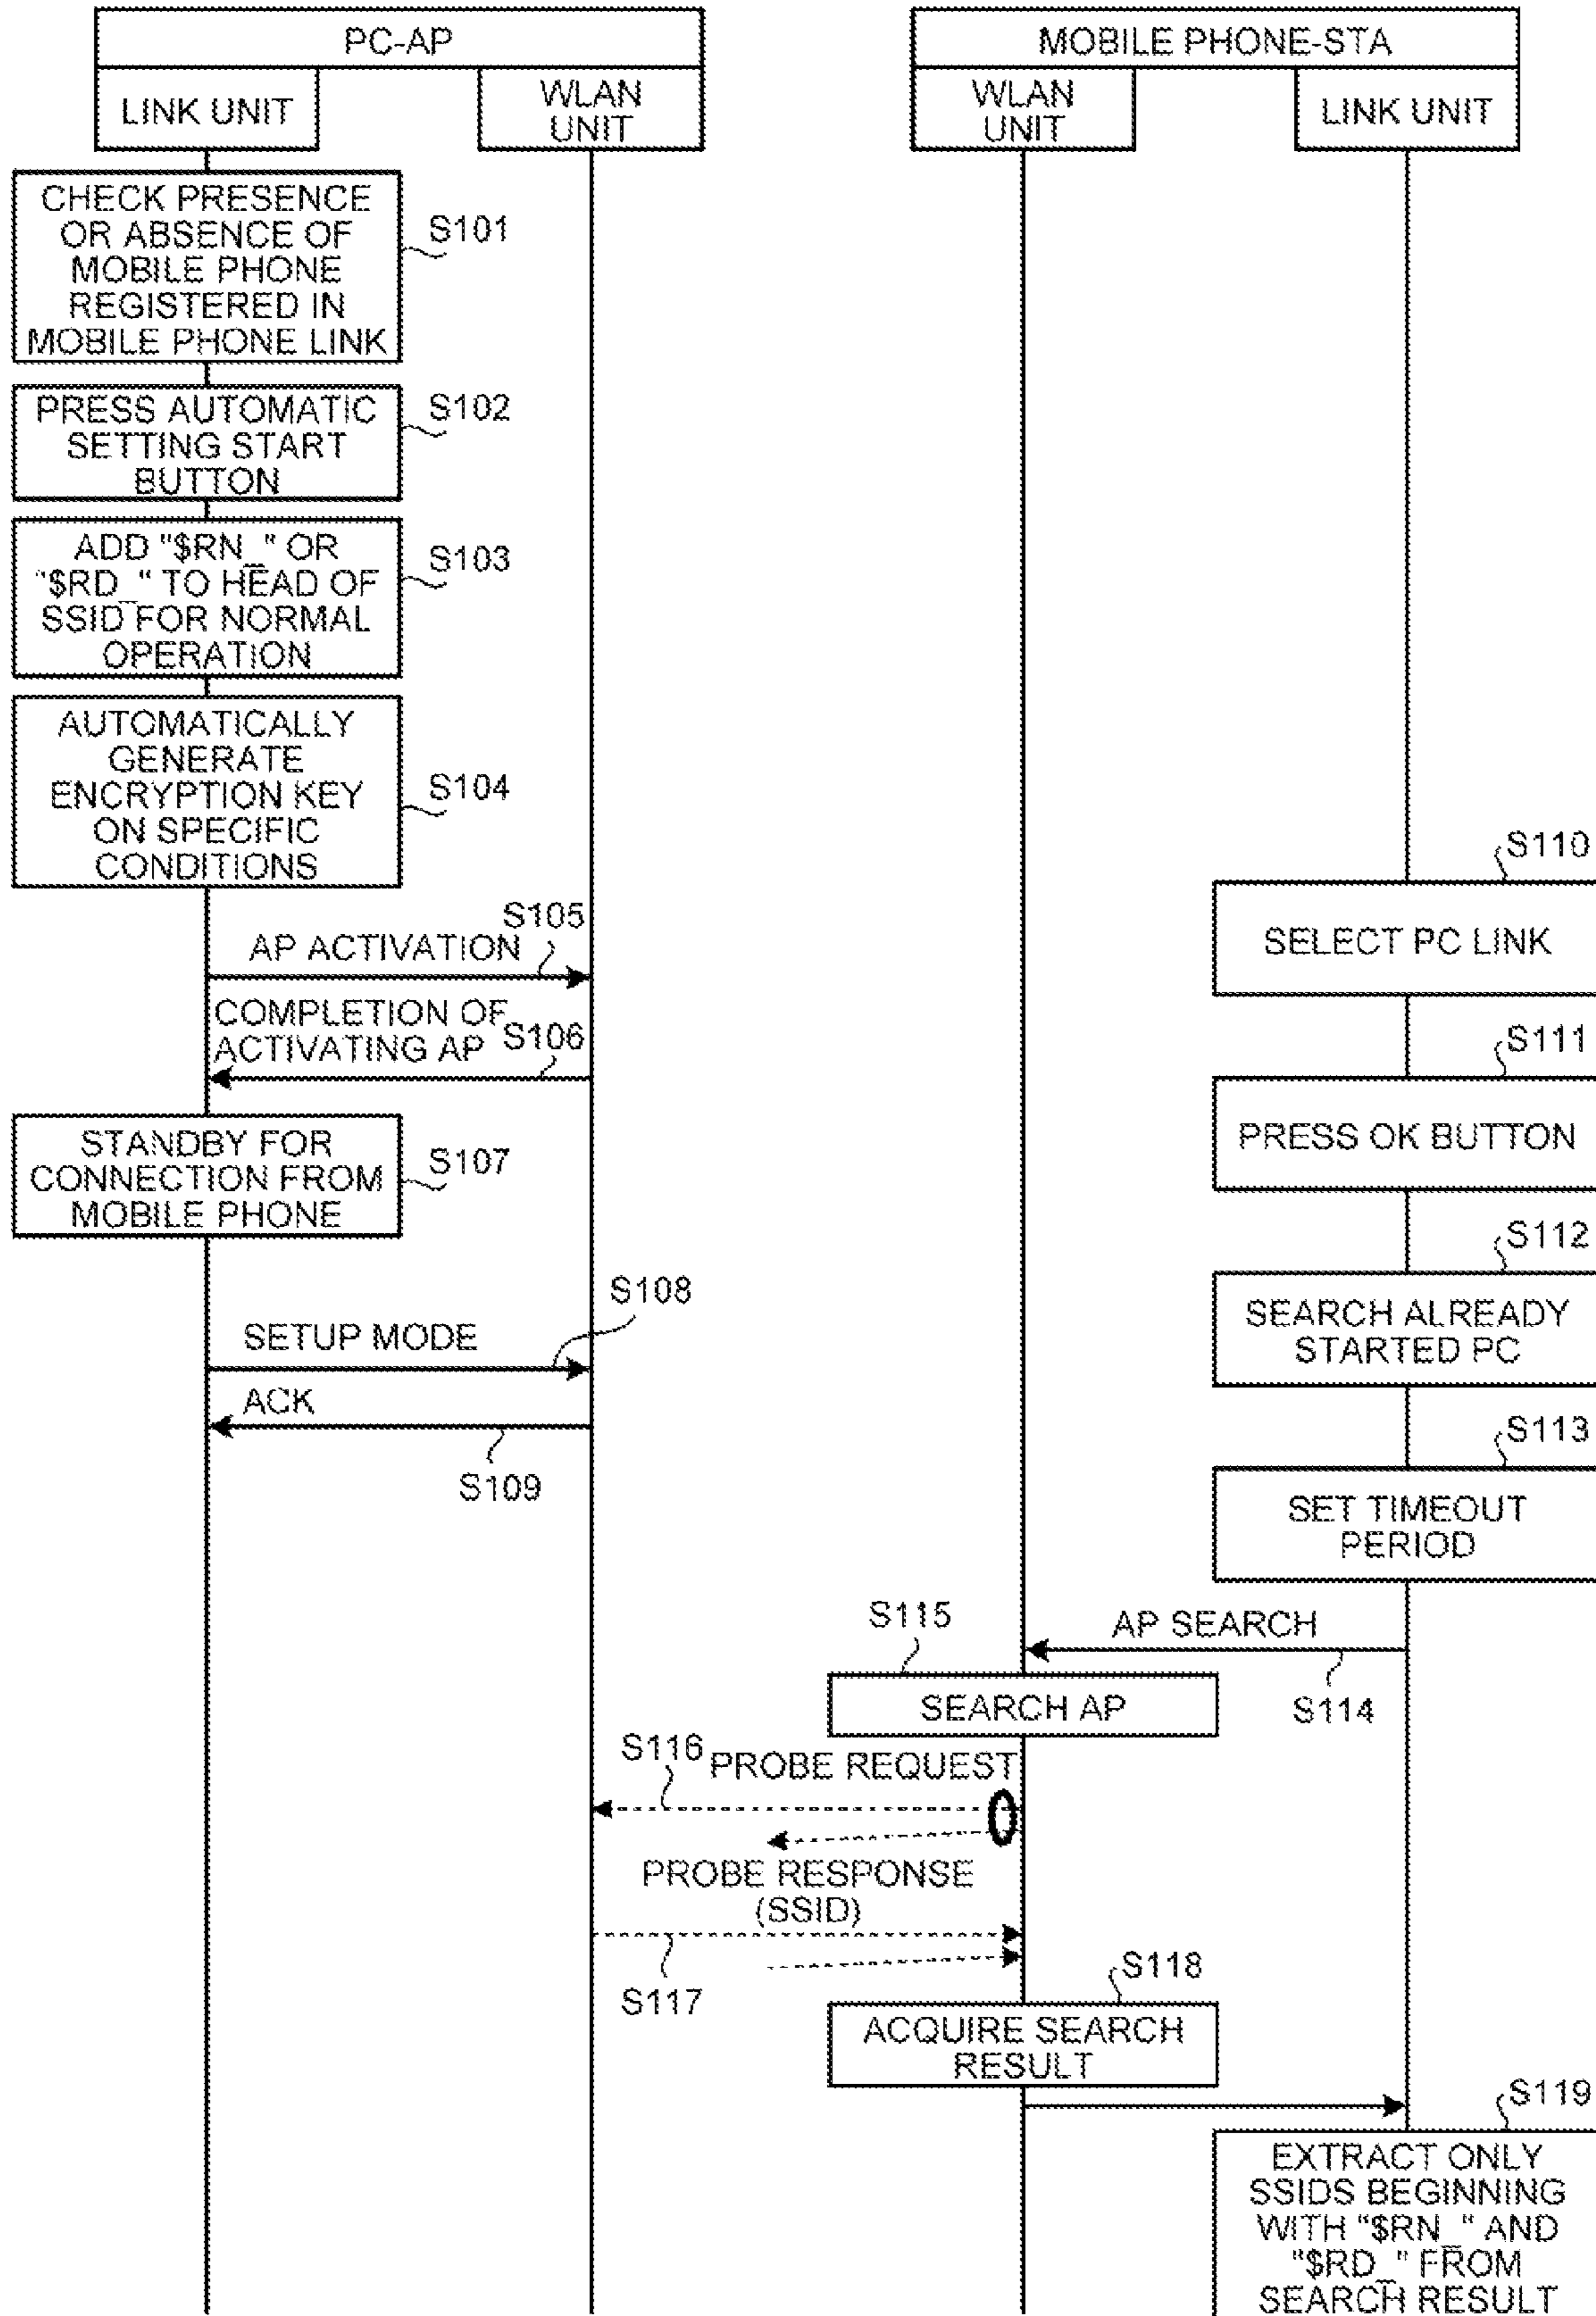 PC-AP
MOBILE PHONE-STA
LINK UNIT
WLAN
UNIT
WLAN
UNIT
LINK UNIT
CHECK PRESENCE
OR ABSENCE OF
MOBILE PHONE
REGISTERED IN
MOBILE PHONE LINK
S101
PRESS AUTOMATIC
SETTING START
BUTTON
S102
ADD "$RN_" OR
"$RD_" TO HEAD OF
SSID FOR NORMAL
OPERATION
S103
AUTOMATICALLY
GENERATE
ENCRYPTION KEY
ON SPECIFIC
CONDITIONS
S104
S105
AP ACTIVATION
COMPLETION OF
ACTIVATING AP
S106
STANDBY FOR
CONNECTION FROM
MOBILE PHONE
S107
S108
SETUP MODE
ACK
S109
S110
SELECT PC LINK
S111
PRESS OK BUTTON
S112
SEARCH ALREADY
STARTED PC
S113
SET TIMEOUT
PERIOD
AP SEARCH
S114
S115
SEARCH AP
S116
PROBE REQUEST
PROBE RESPONSE
(SSID)
S117
S118
ACQUIRE SEARCH
RESULT
S119
EXTRACT ONLY
SSIDS BEGINNING
WITH "$RN_" AND
"$RD_" FROM
SEARCH RESULT